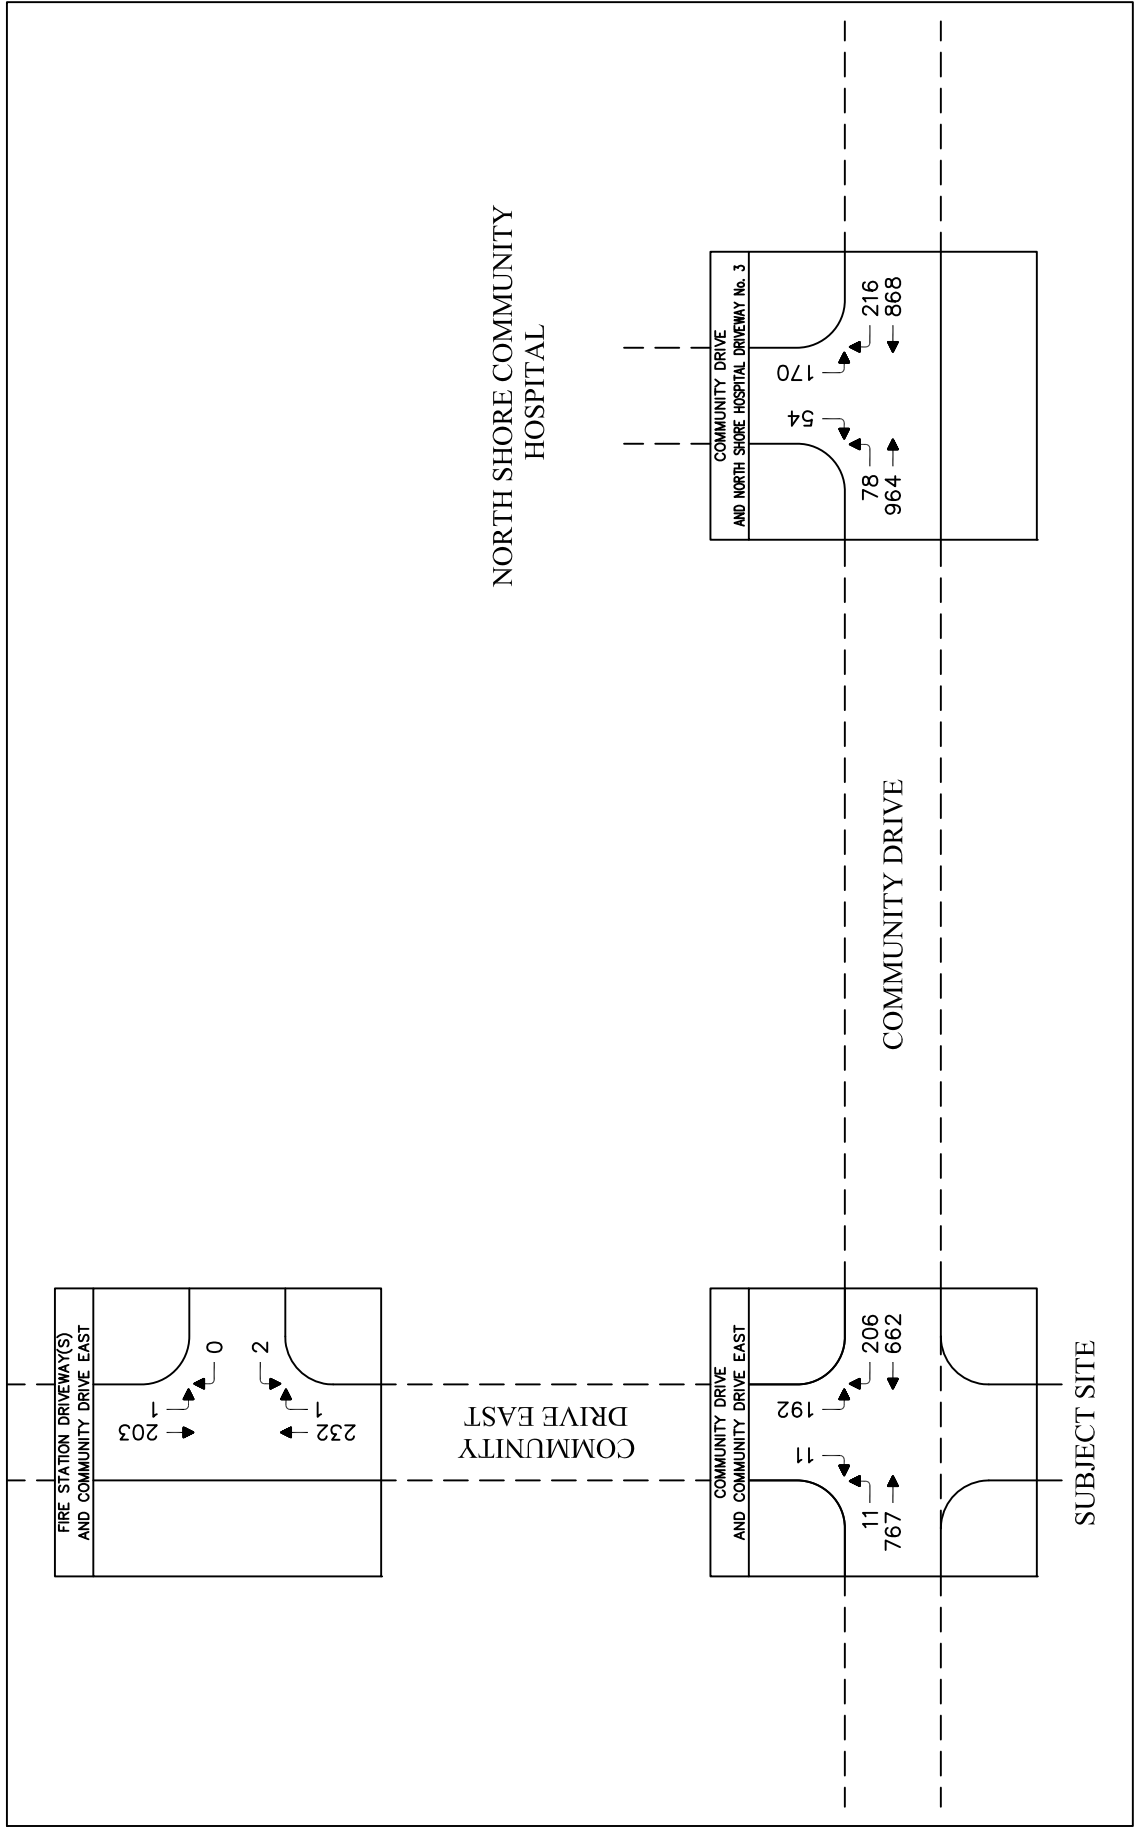 NORTH SHORE COMMUNITY
HOSPITAL
COMMUNITY DRIVE
AND NORTH SHORE HOSPITAL DRIVEWAY No. 3
170
54
216
868
78
964
COMMUNITY DRIVE
FIRE STATION DRIVEWAY(S)
AND COMMUNITY DRIVE EAST
1
203
0
2
1
232
COMMUNITY
DRIVE EAST
COMMUNITY DRIVE
AND COMMUNITY DRIVE EAST
192
11
206
662
11
767
SUBJECT SITE